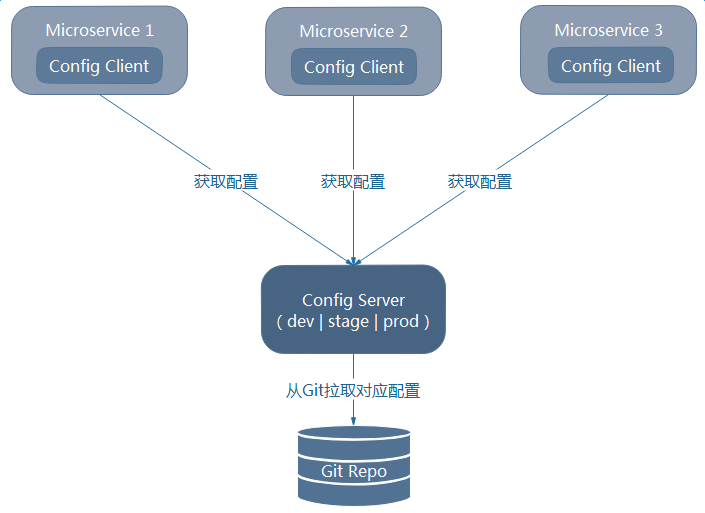 Microservice 1
Config Client
Microservice 2
Config Client
Microservice 3
Config Client
获取配置
获取配置
获取配置
Config Server
( dev | stage | prod )
从Git拉取对应配置
Git Repo